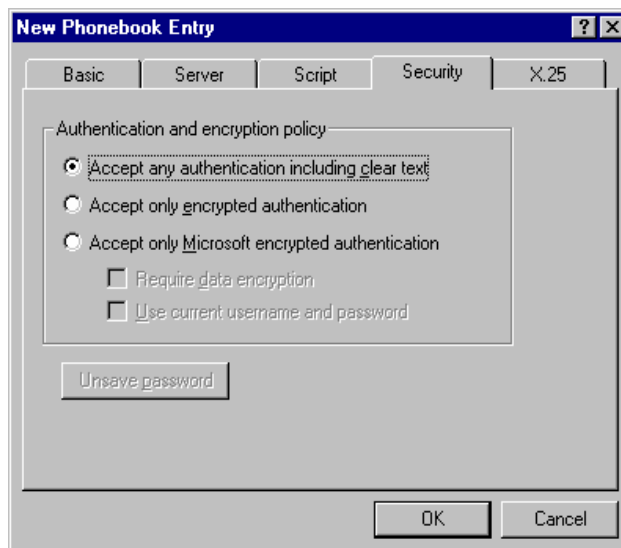 New Phonebook Entry
Basic Server Script Security X.25
Authentication and encryption policy
Accept any authentication including clear text
Accept only encrypted authentication
Accept only Microsoft encrypted authentication
Require data encryption
Use current username and password
Unsave password
OK Cancel